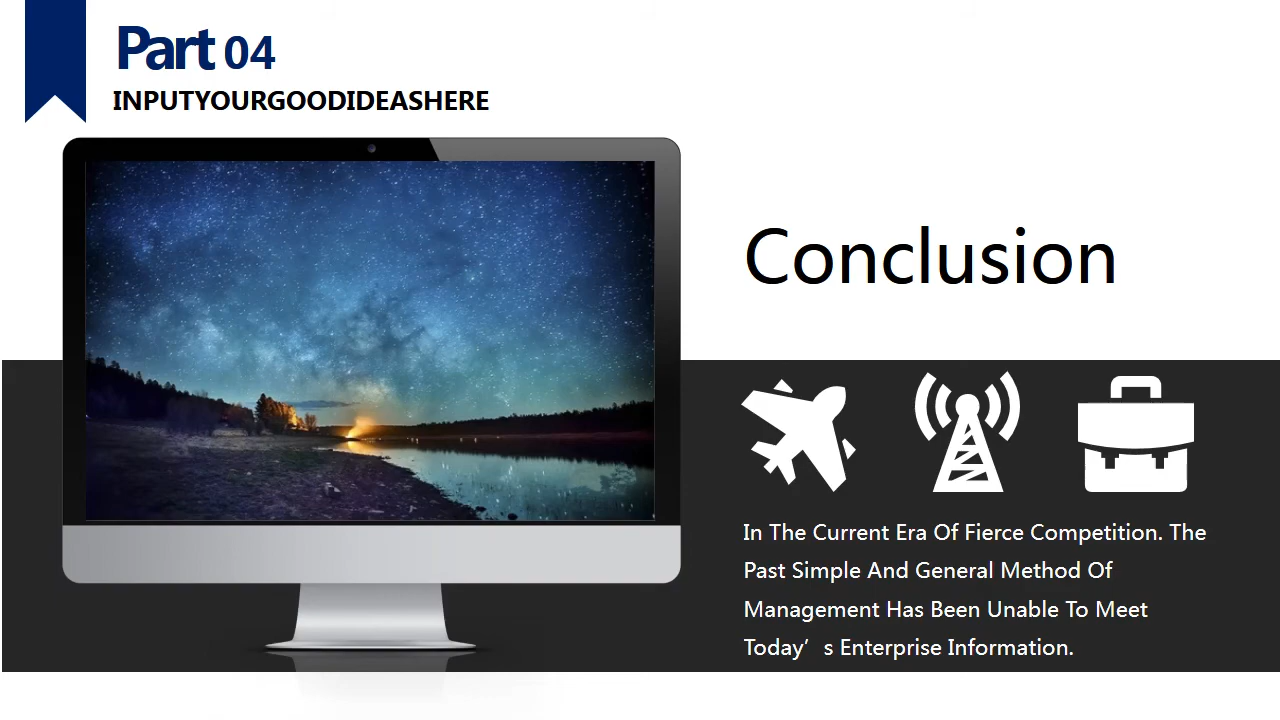 Part 04
INPUTYOURGOODIDEASHERE
Conclusion
In The Current Era Of Fierce Competition. The
Past Simple And General Method Of
Management Has Been Unable To Meet
Today’s Enterprise Information.